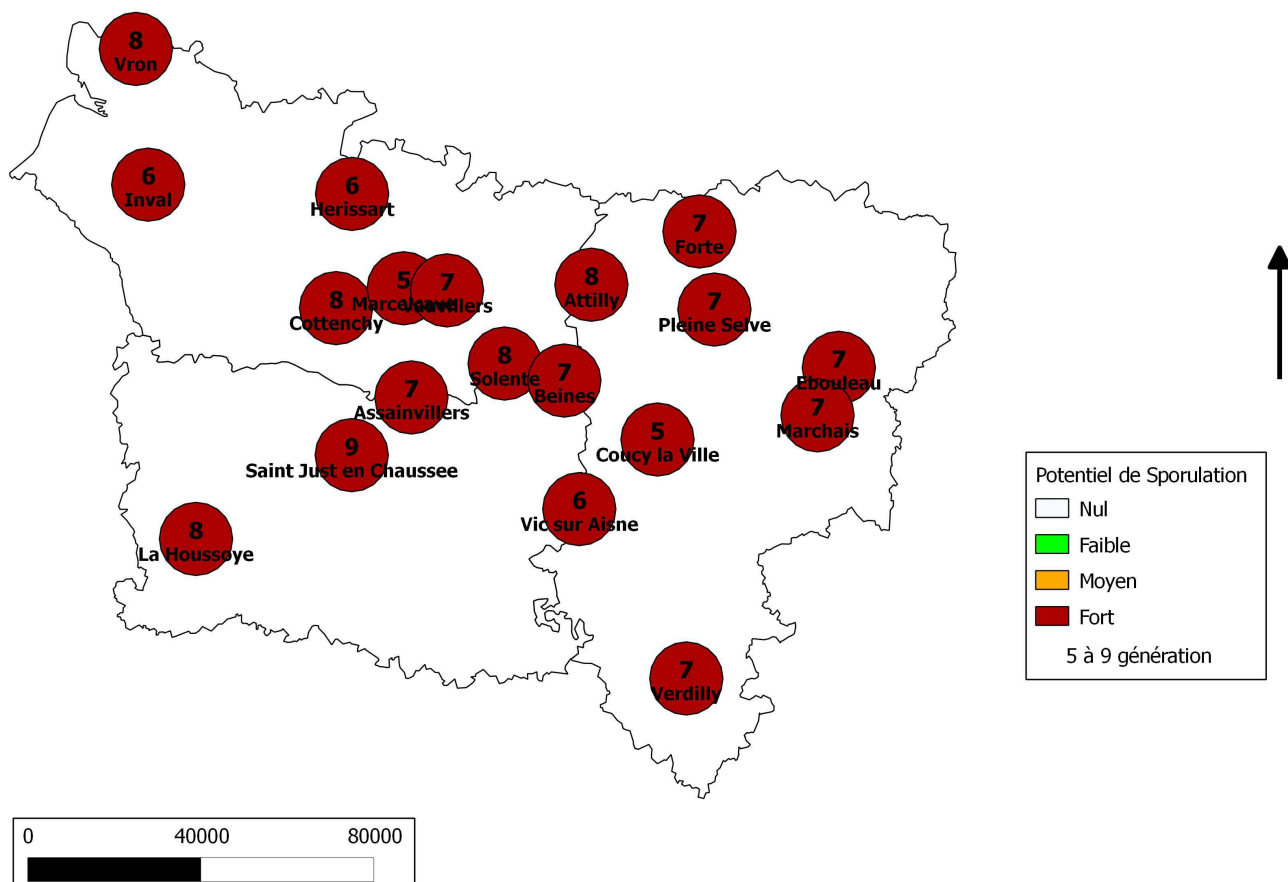 8
Vron
6
Inval
6
Herissart
7
Forte
8
Attilly
5
Marcelcave
7
Vauvillers
8
Cottenchy
7
Pleine Selve
8
Solente
7
Beines
7
Ebouleau
7
Marchais
7
Assainvillers
5
Coucy la Ville
9
Saint Just en Chaussee
6
Vic sur Aisne
8
La Houssoye
7
Verdilly
Potentiel de Sporulation
Nul
Faible
Moyen
Fort
5 à 9 génération
0 40000 80000